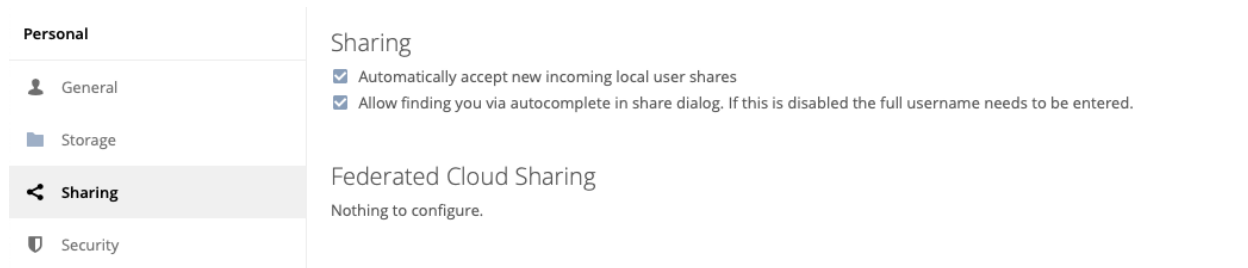 Personal
General
Storage
Sharing
Security
Sharing
Automatically accept new incoming local user shares
Allow finding you via autocomplete in share dialog. If this is disabled the full username needs to be entered.
Federated Cloud Sharing
Nothing to configure.